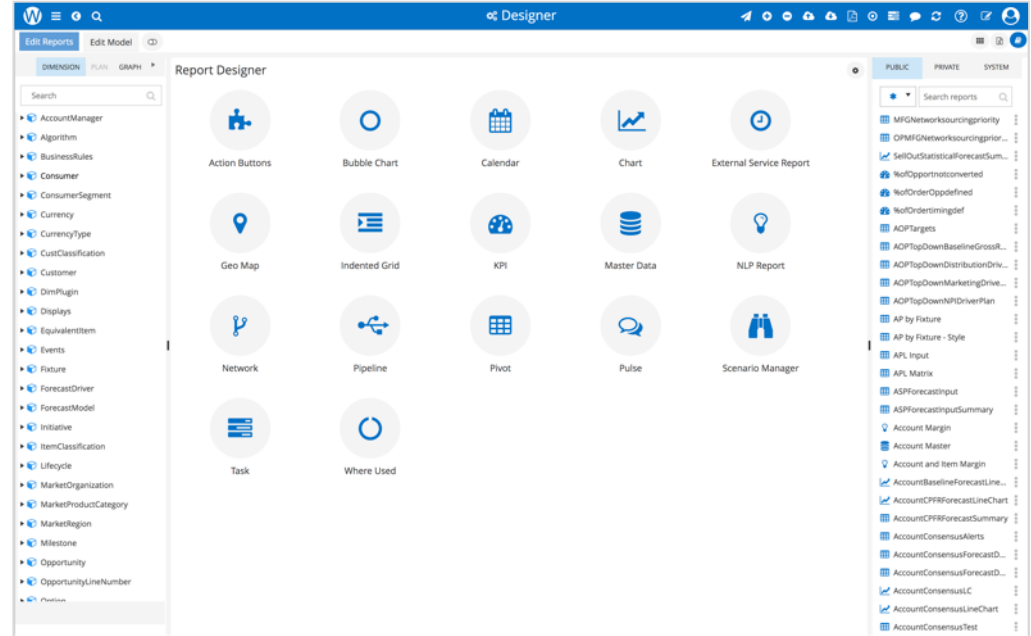 W
Designer
Edit Reports
Edit Model
DIMENSION PLAN GRAPH
Search
AccountManager
Algorithm
BusinessRules
Consumer
ConsumerSegment
Currency
CurrencyType
CustClassification
Customer
DimPlugin
Displays
EquivalentItem
Events
Fixture
ForecastDriver
ForecastModel
Initiative
ItemClassification
Lifecycle
MarketOrganization
MarketProductCategory
MarketRegion
Milestone
Opportunity
OpportunityLineNumber
Option
Report Designer
Action Buttons
Bubble Chart
Calendar
Chart
External Service Report
Geo Map
Indented Grid
KPI
Master Data
NLP Report
Network
Pipeline
Pivot
Pulse
Scenario Manager
Task
Where Used
PUBLIC PRIVATE SYSTEM
Search reports
MFGNetworksourcingpriority
OPMFGNetworksourcingprior...
SellOutStatisticalForecastSum...
%ofOpportnotconverted
%ofOrderOppdefined
%ofOrdertimingdef
AOPTargets
AOPTopDownBaselineGrossR...
AOPTopDownDistributionDriv...
AOPTopDownMarketingDrive...
AOPTopDownNPIDriverPlan
AP by Fixture
AP by Fixture - Style
APL Input
APL Matrix
ASPForecastInput
ASPForecastInputSummary
Account Margin
Account Master
Account and Item Margin
AccountBaselineForecastLine...
AccountCPFRForecastLineChart
AccountCPFRForecastSummary
AccountConsensusAlerts
AccountConsensusForecastD...
AccountConsensusForecastD...
AccountConsensusLC
AccountConsensusLineChart
AccountConsensusTest